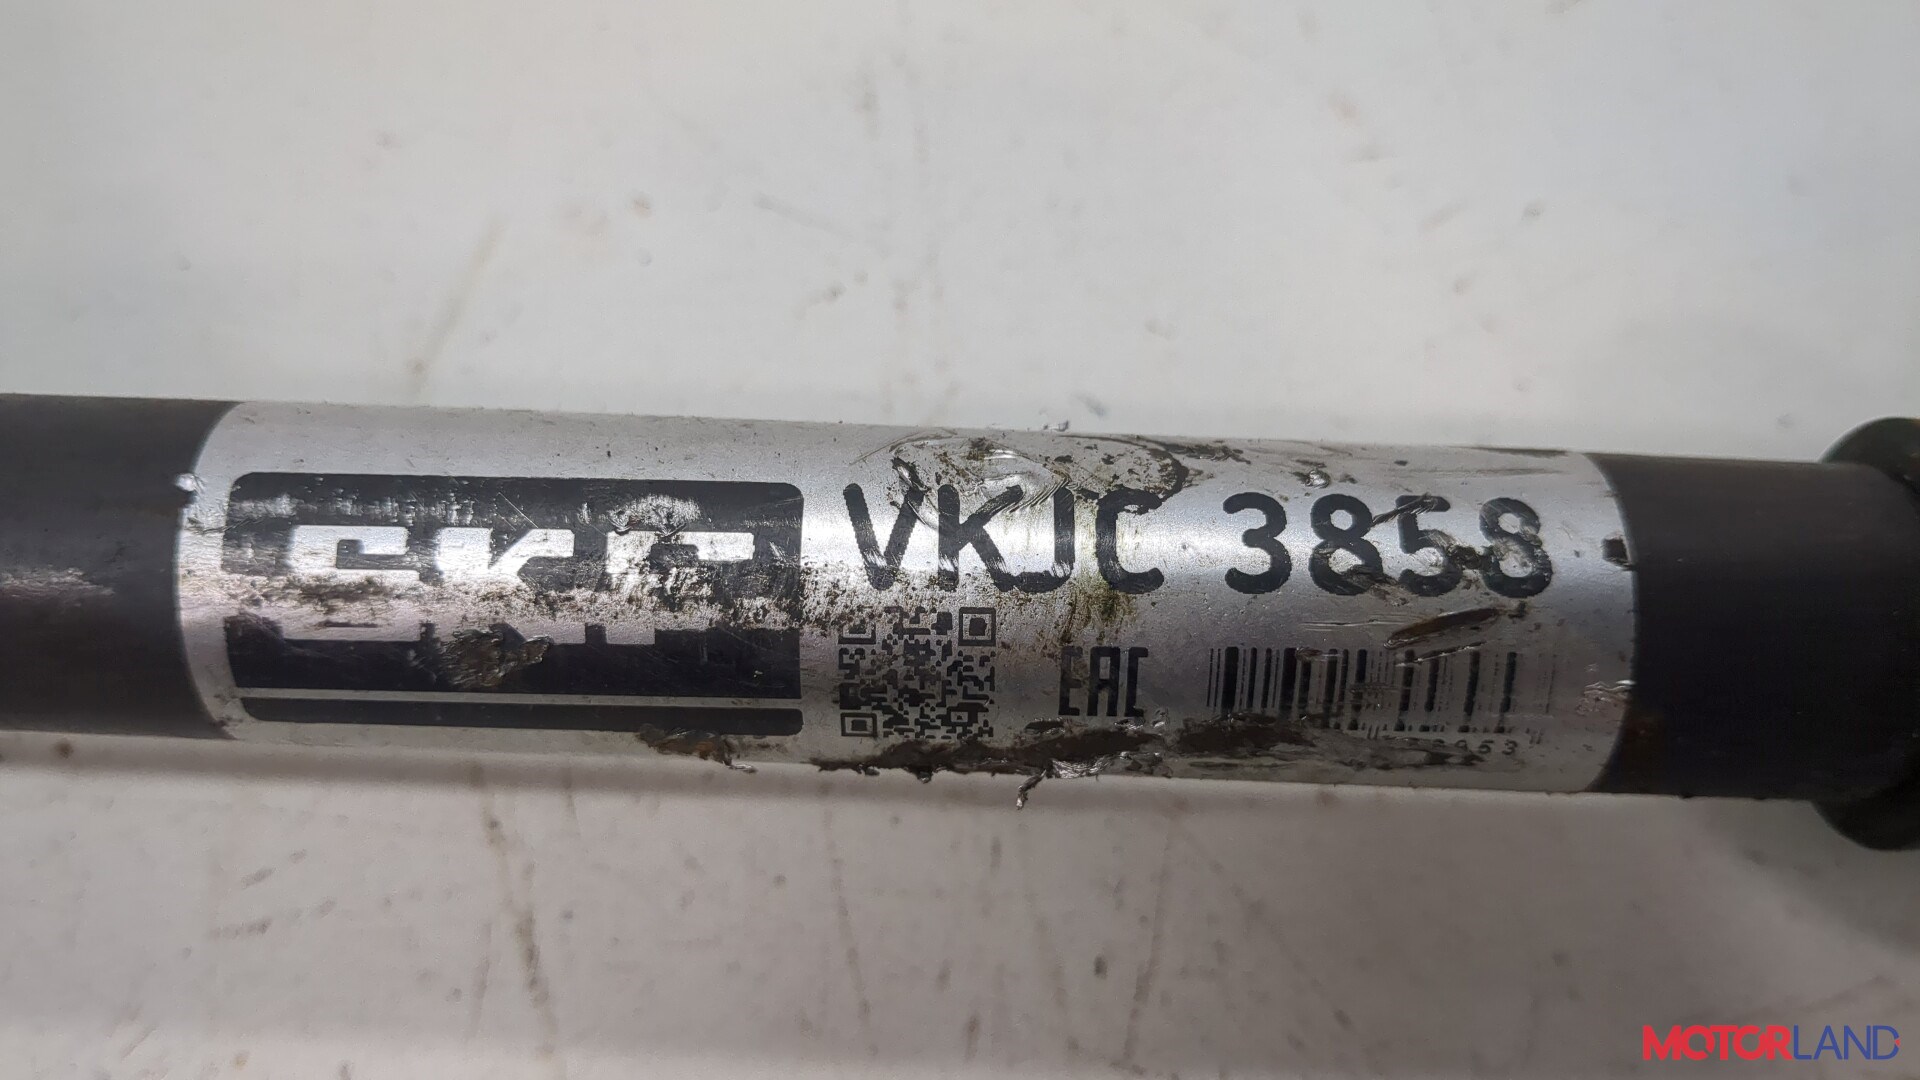 SKF
VKJC 3858
EAC
MOTORLAND